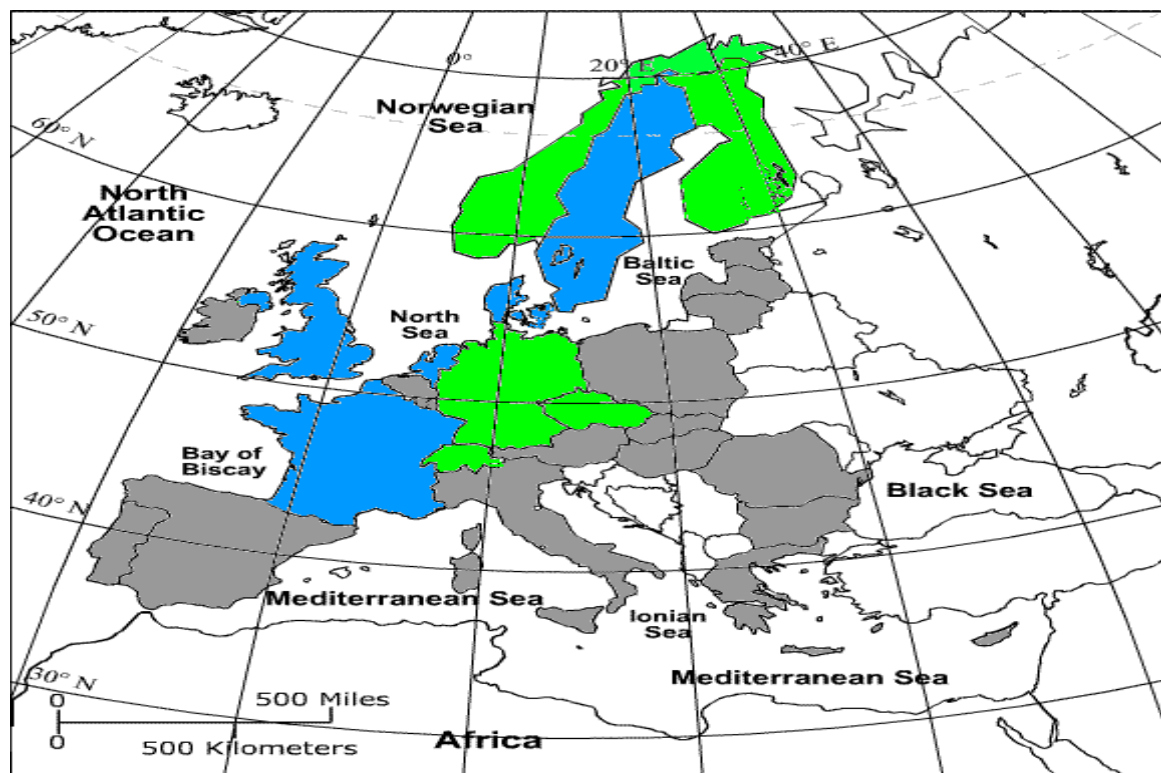 0°
20° E
40° E
Norwegian
Sea
60° N
North
Atlantic
Ocean
Baltic
Sea
50° N
North
Sea
Bay of
Biscay
40° N
Black Sea
Mediterranean Sea
Ionian
Sea
Mediterranean Sea
30° N
0
500 Miles
0
500 Kilometers
Africa